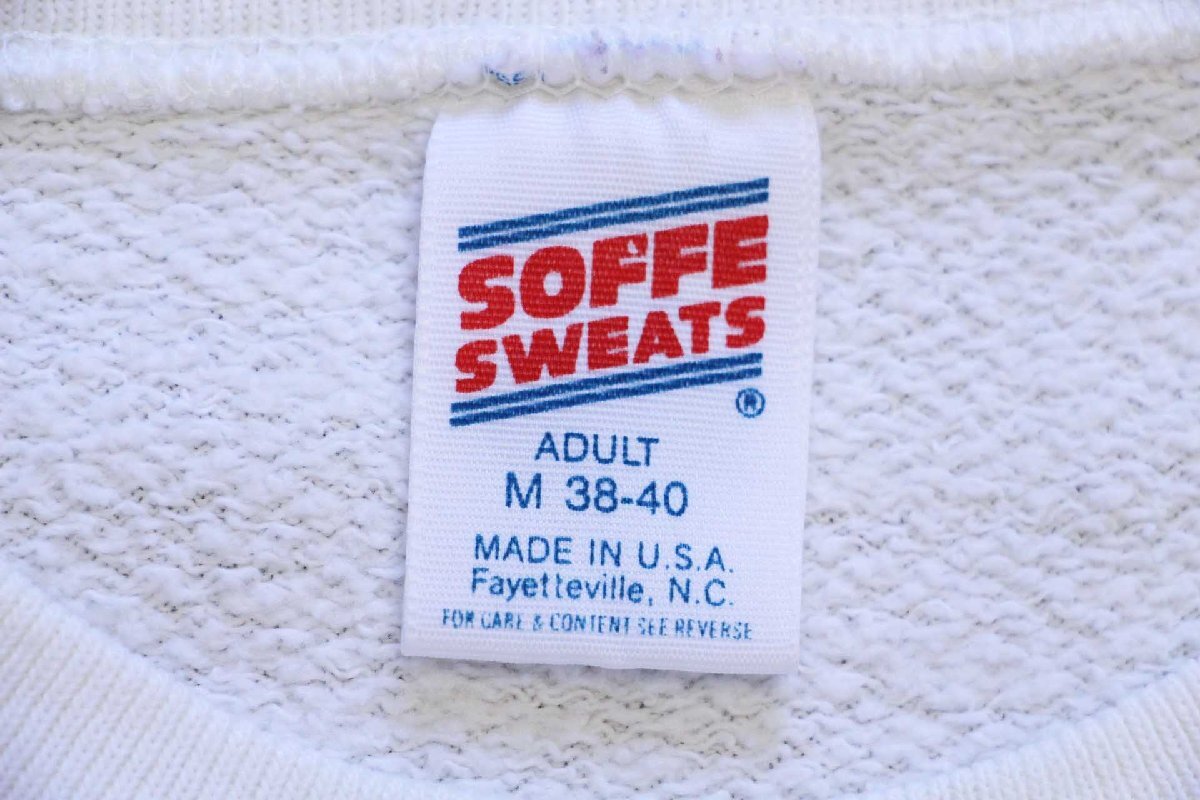 SOFFE
SWEATS
®
ADULT
M 38-40
MADE IN U.S.A.
Fayetteville, N.C.
FOR CARE & CONTENT SEE REVERSE